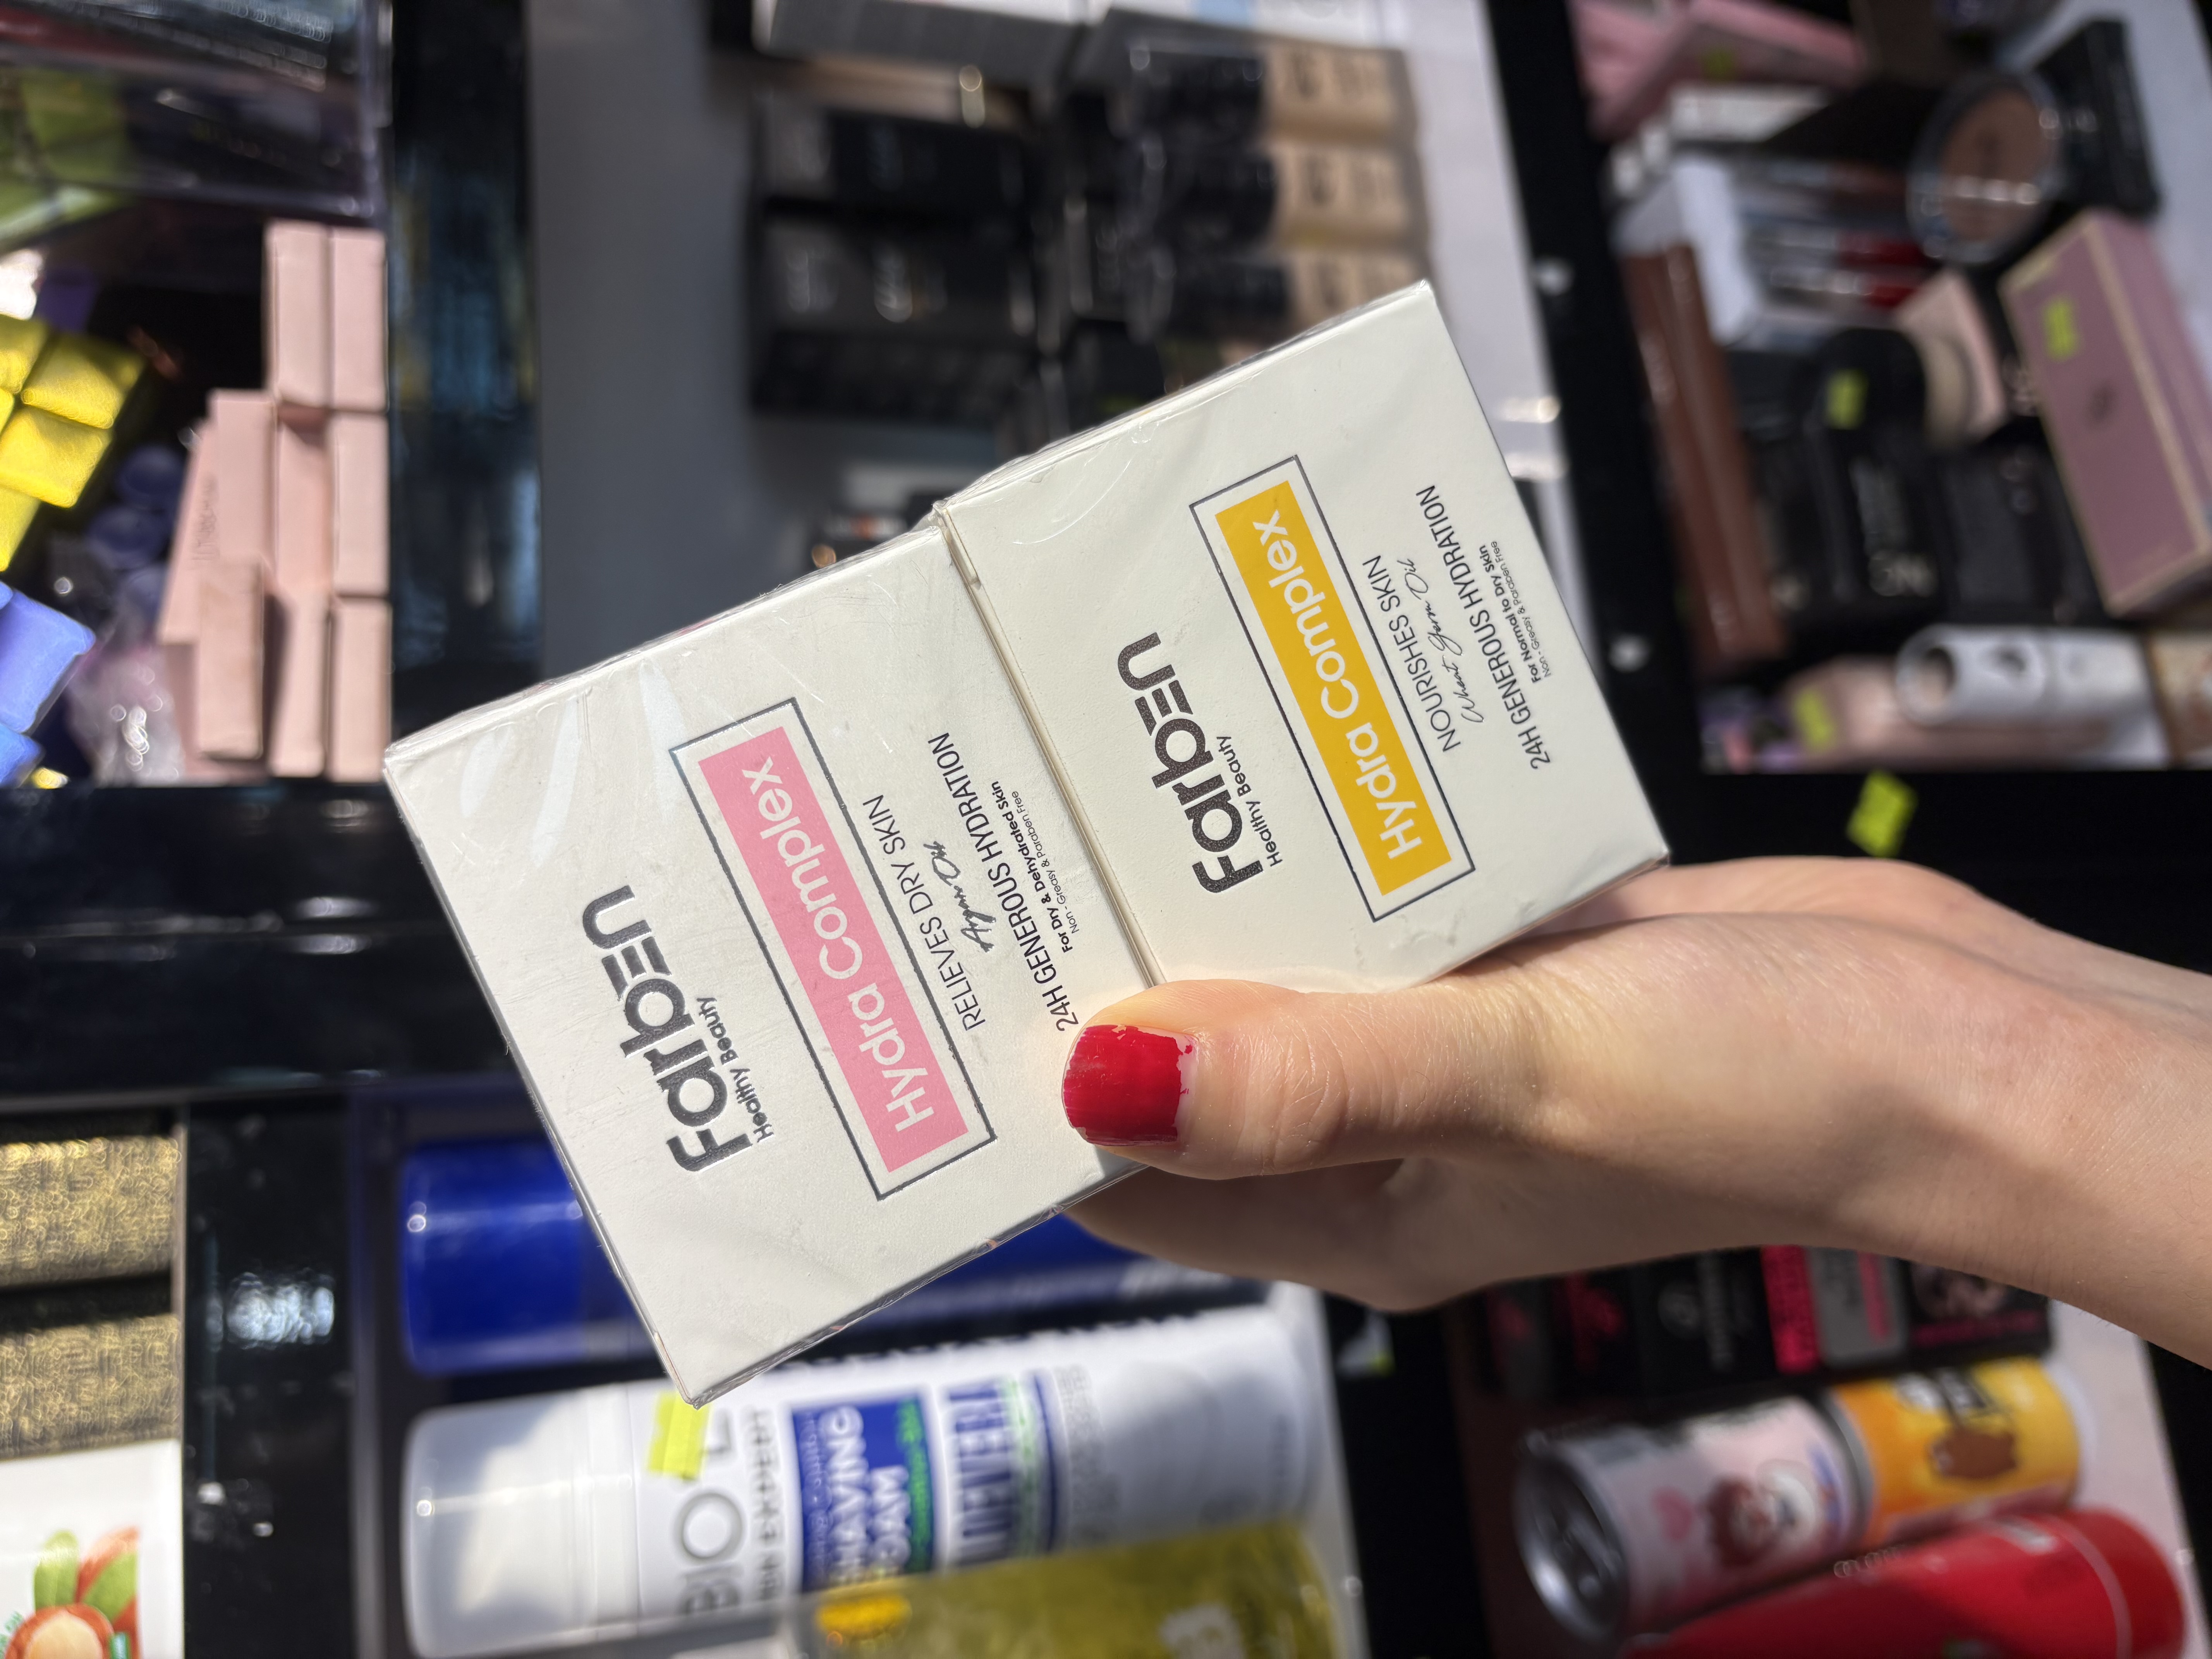 Farben
Healthy Beauty
Hydra Complex
RELIEVES DRY SKIN
Argan Oil
24H GENEROUS HYDRATION
For Dry & Dehydrated Skin
Non - Greasy & Paraben Free
Farben
Healthy Beauty
Hydra Complex
NOURISHES SKIN
Wheat Germ Oil
24H GENEROUS HYDRATION
For Normal to Dry Skin
Non - Greasy & Paraben Free
SHAVING
FOAM